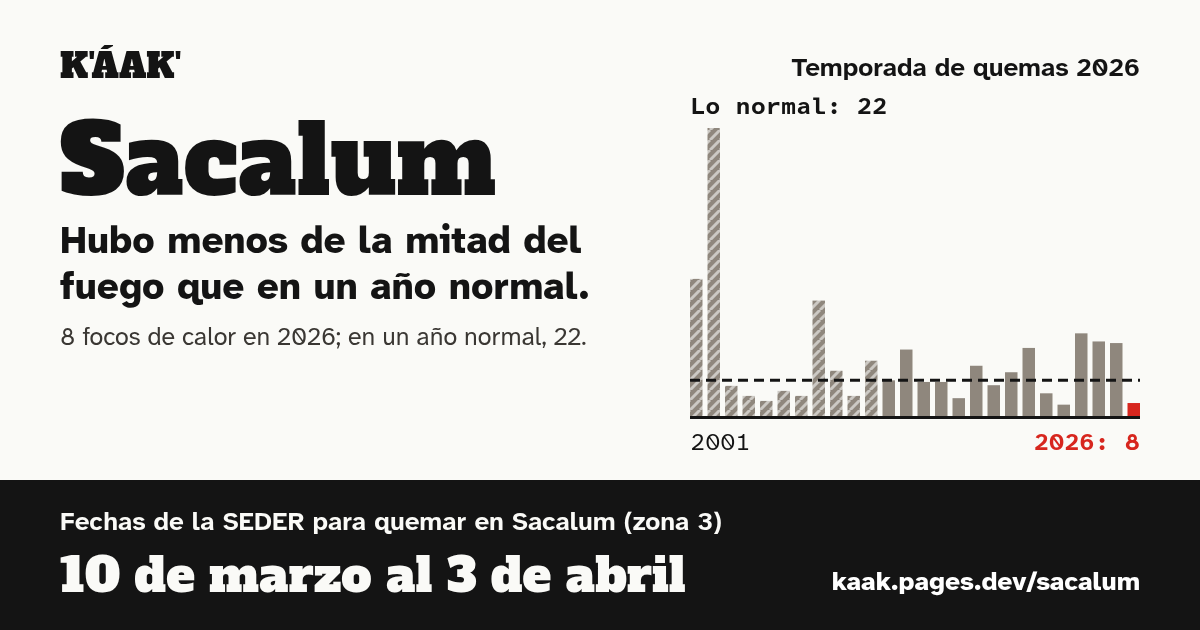 K'ÁAK'
Sacalum
Hubo menos de la mitad del
fuego que en un año normal.
8 focos de calor en 2026; en un año normal, 22.
Temporada de quemas 2026
Lo normal: 22
2001
2026: 8
Fechas de la SEDER para quemar en Sacalum (zona 3)
10 de marzo al 3 de abril
kaak.pages.dev/sacalum